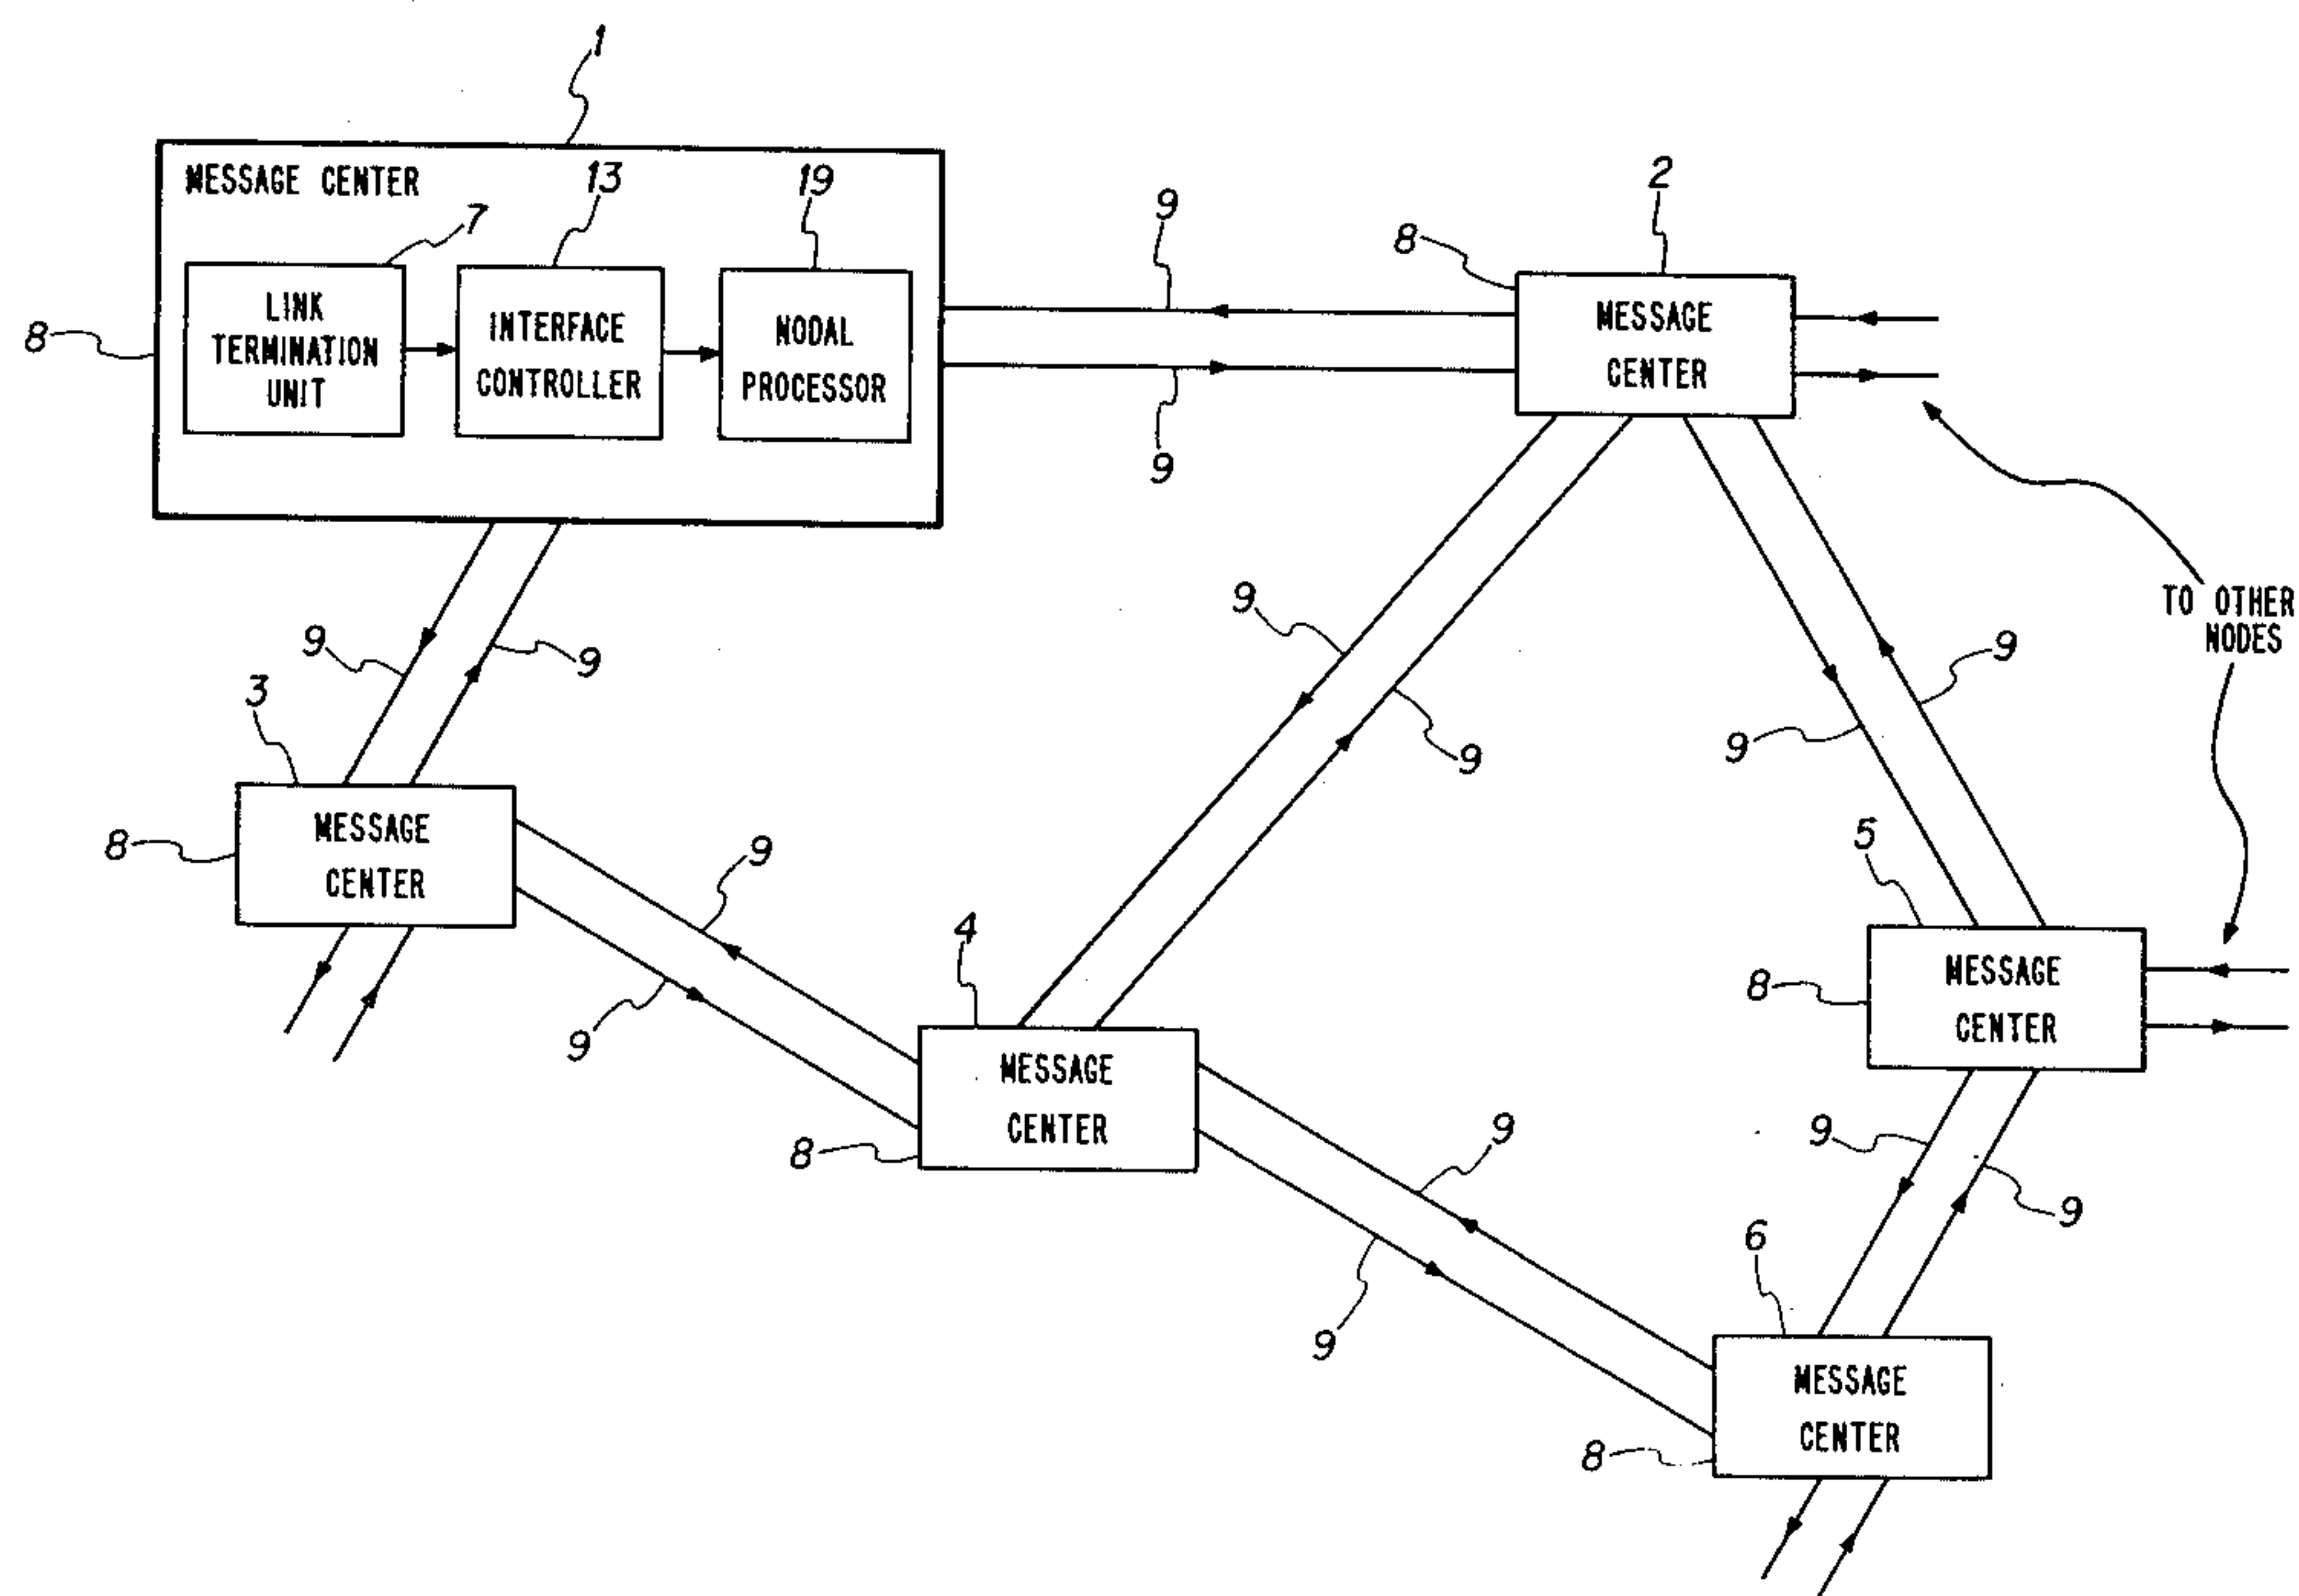 1
MESSAGE CENTER
13
19
7
2
9
8
LINK
TERMINATION
UNIT
INTERFACE
CONTROLLER
NODAL
PROCESSOR
8
MESSAGE
CENTER
9
9
9
9
9
9
9
TO OTHER
NODES
3
8
MESSAGE
CENTER
9
9
4
8
MESSAGE
CENTER
5
8
MESSAGE
CENTER
9
9
9
9
6
8
MESSAGE
CENTER